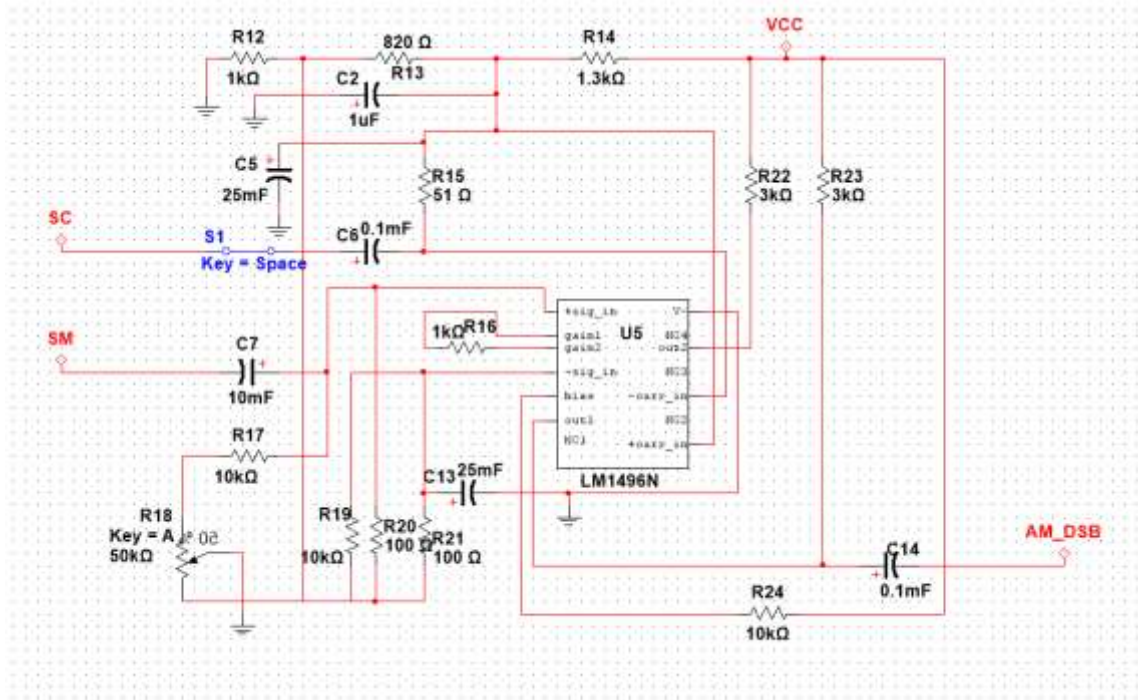 VCC
R12
820 Ω
R14
1kΩ
C2
R13
1.3kΩ
1uF
C5
R15
R22
R23
25mF
51 Ω
3kΩ
3kΩ
SC
S1
C6
0.1mF
Key = Space
+sig_in
V-
SM
1kΩ
R16
gain1
U5
NC4
C7
gain2
out2
-sig_in
NC3
10mF
bias
-carr_in
out1
NC2
R17
NC1
+carr_in
10kΩ
C13
25mF
LM1496N
R18
R19
R20
Key = A
50 %
R21
AM_DSB
50kΩ
10kΩ
100 Ω
100 Ω
C14
R24
0.1mF
10kΩ